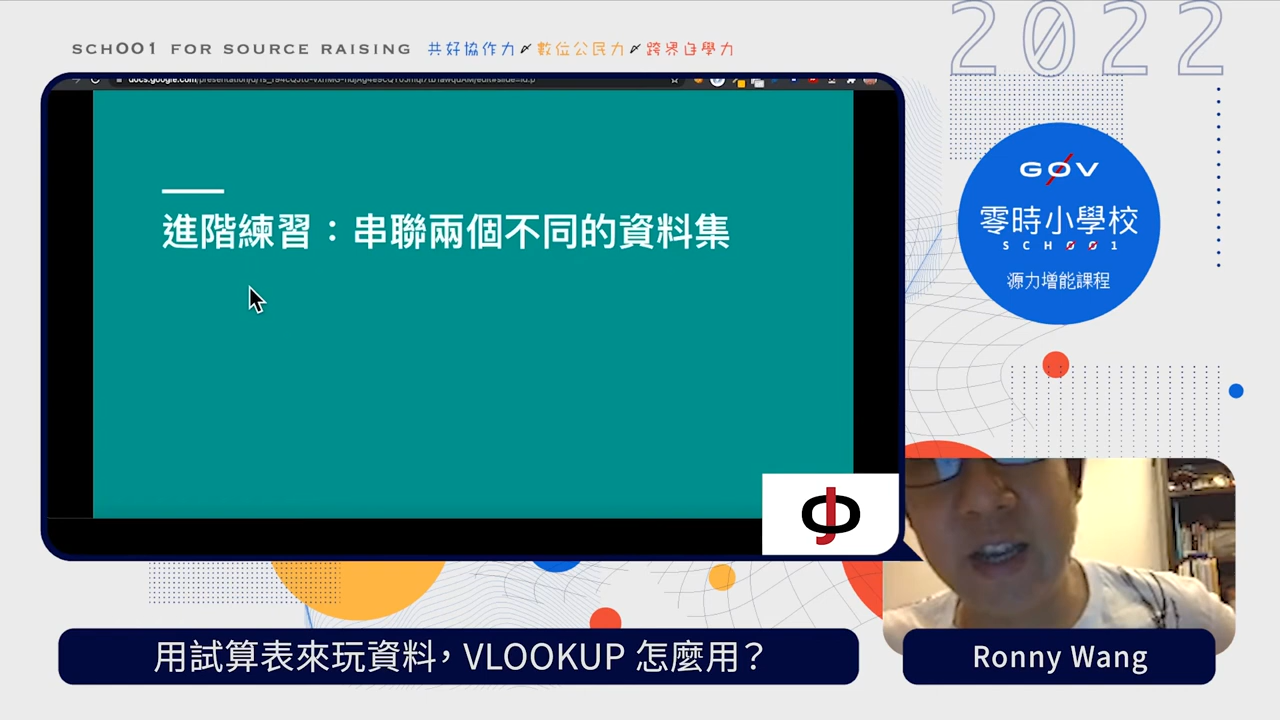 2022
SCHOO1 FOR SOURCE RAISING 共好協作力 數位公民力 跨界自學力
進階練習：串聯兩個不同的資料集
GØV
零時小學校
SCHØØ1
源力增能課程
用試算表來玩資料，VLOOKUP 怎麼用？
Ronny Wang